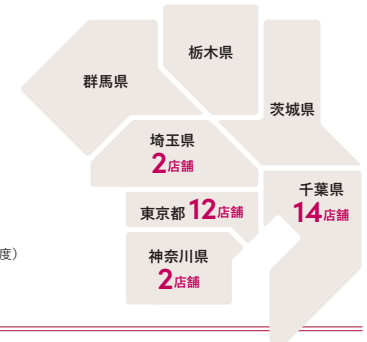 栃木県
群馬県
茨城県
埼玉県
2店舗
千葉県
14店舗
東京都 12店舗
神奈川県
2店舗
度）